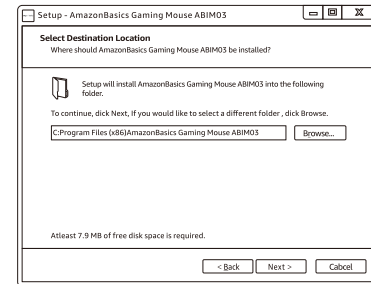 Setup - AmazonBasics Gaming Mouse ABIM03
Select Destination Location
Where should AmazonBasics Gaming Mouse ABIM03 be installed?
Setup will install AmazonBasics Gaming Mouse ABIM03 into the following
folder.
To continue, dick Next, If you would like to select a different folder , dick Browse.
C:Program Files (x86)AmazonBasics Gaming Mouse ABIM03
Browse...
Atleast 7.9 MB of free disk space is required.
< Back
Next >
Cabcel